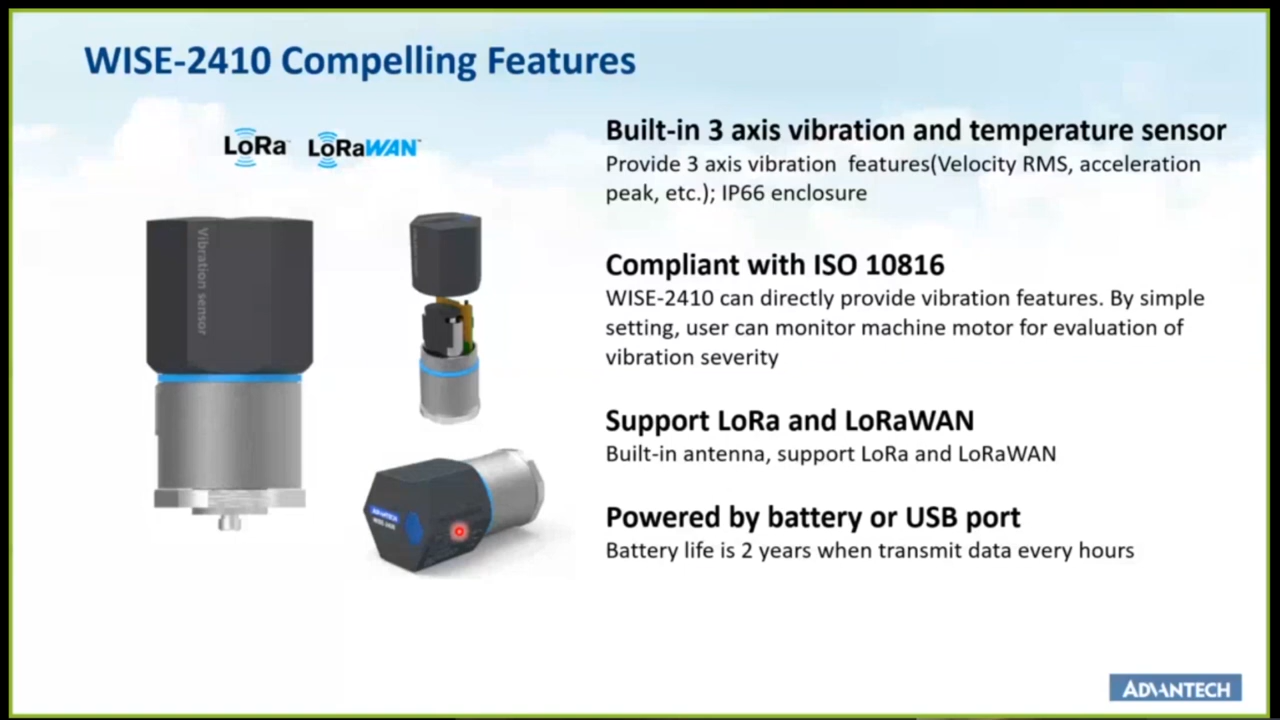 WISE-2410 Compelling Features
LoRa
LoRaWAN
Vibration sensor
ADVANTECH
Built-in 3 axis vibration and temperature sensor
Provide 3 axis vibration features(Velocity RMS, acceleration
peak, etc.); IP66 enclosure
Compliant with ISO 10816
WISE-2410 can directly provide vibration features. By simple
setting, user can monitor machine motor for evaluation of
vibration severity
Support LoRa and LoRaWAN
Built-in antenna, support LoRa and LoRaWAN
Powered by battery or USB port
Battery life is 2 years when transmit data every hours
ADVANTECH